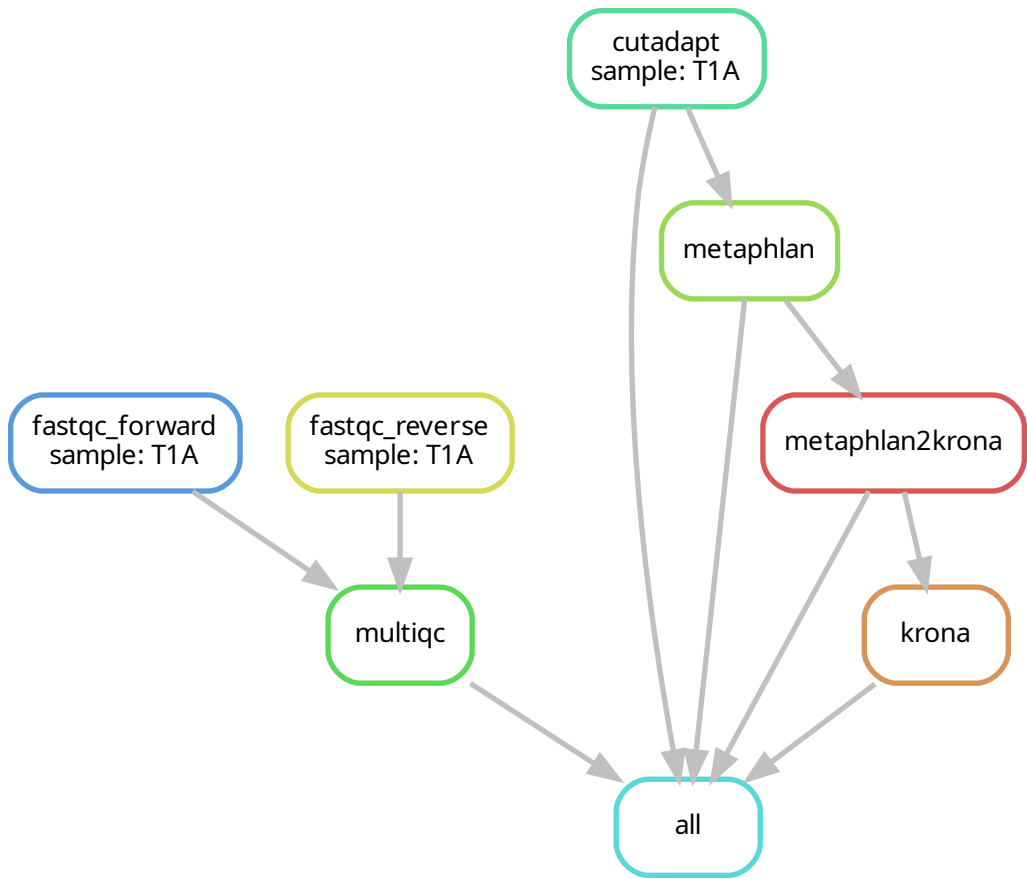 cutadapt
sample: T1A
metaphlan
fastqc_forward
sample: T1A
fastqc_reverse
sample: T1A
metaphlan2krona
multiqc
krona
all